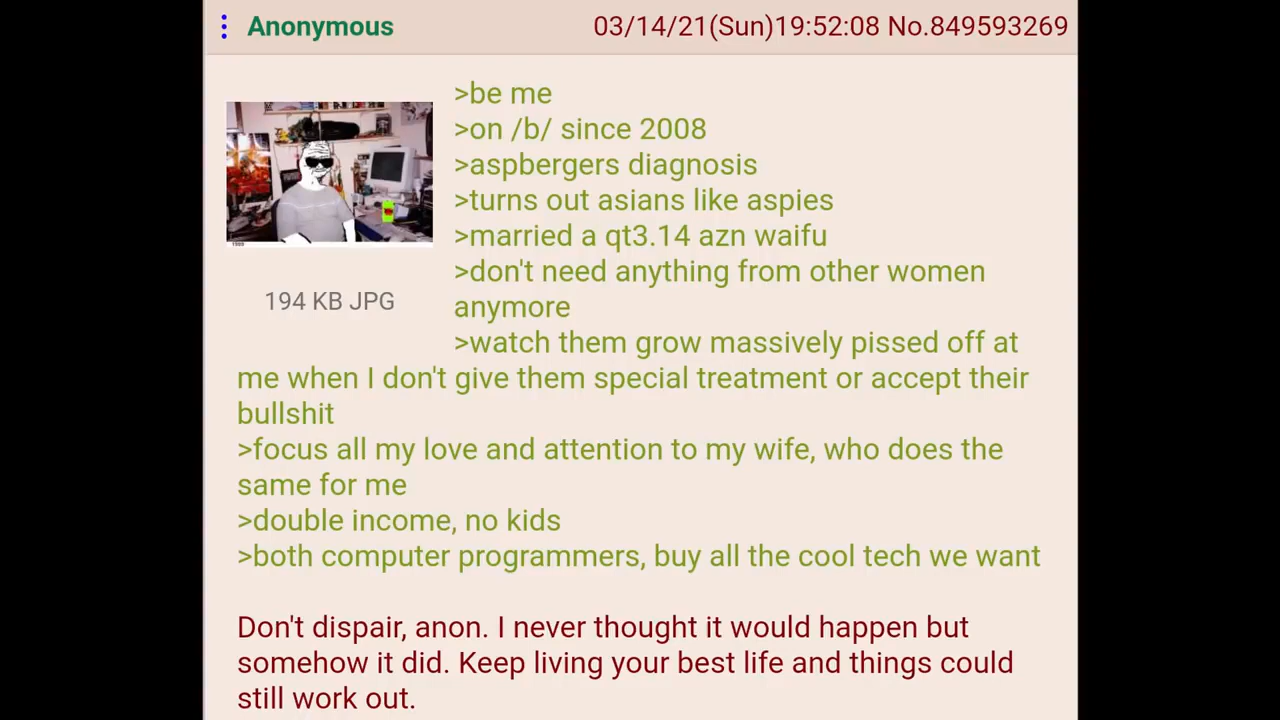 Anonymous 03/14/21(Sun)19:52:08 No.849593269
>be me
>on /b/ since 2008
>aspbergers diagnosis
>turns out asians like aspies
>married a qt3.14 azn waifu
>don't need anything from other women
anymore
>watch them grow massively pissed off at
me when I don't give them special treatment or accept their
bullshit
>focus all my love and attention to my wife, who does the
same for me
>double income, no kids
>both computer programmers, buy all the cool tech we want
194 KB JPG
Don't dispair, anon. I never thought it would happen but
somehow it did. Keep living your best life and things could
still work out.